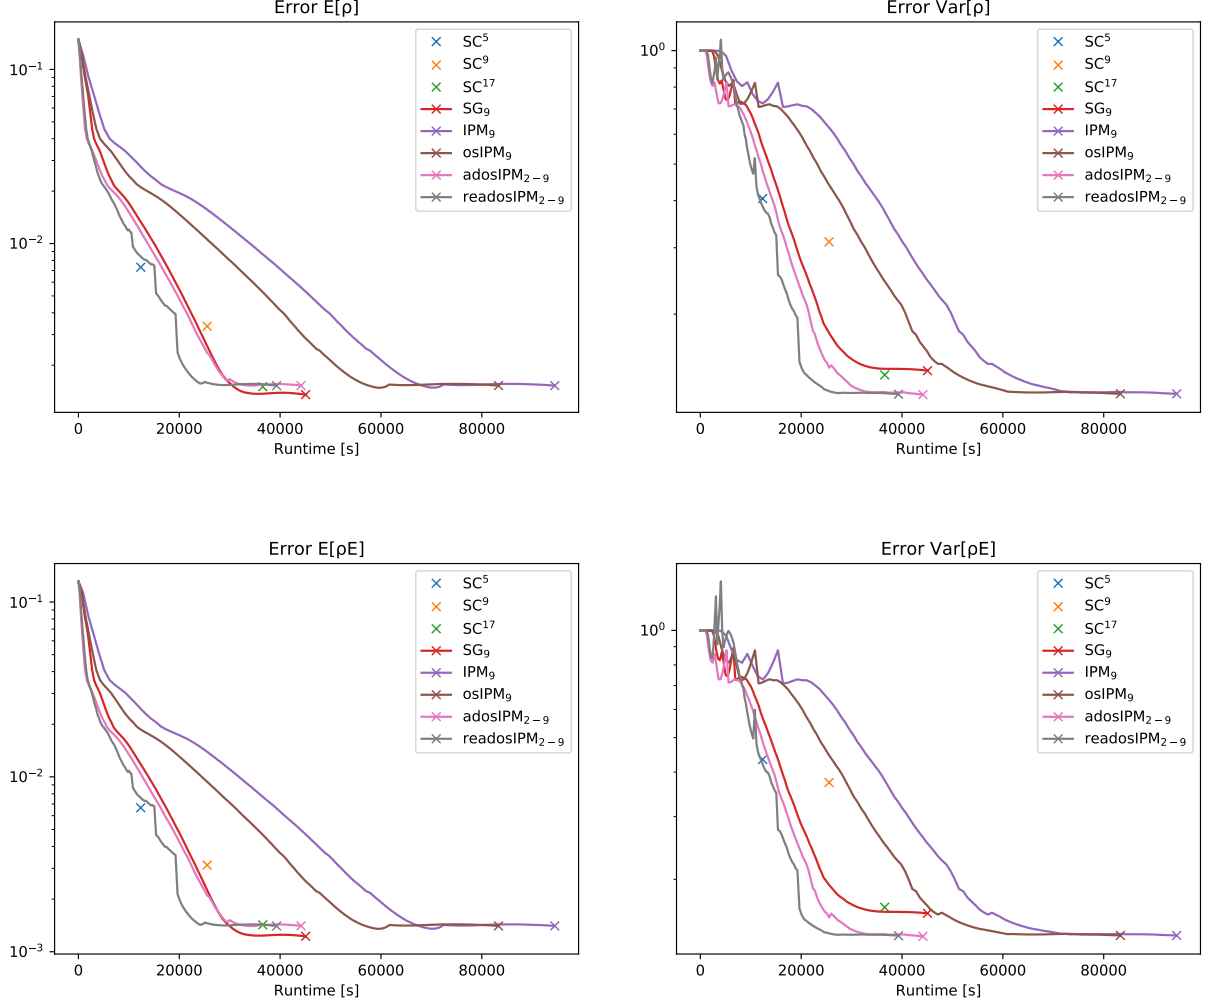 Error E[ρ]
10⁻¹
10⁻²
0 20000 40000 60000 80000
Runtime [s]
SC⁵
SC⁹
SC¹⁷
SG₉
IPM₉
osIPM₉
adosIPM₂₋₉
readosIPM₂₋₉
Error Var[ρ]
10⁰
0 20000 40000 60000 80000
Runtime [s]
SC⁵
SC⁹
SC¹⁷
SG₉
IPM₉
osIPM₉
adosIPM₂₋₉
readosIPM₂₋₉
Error E[ρE]
10⁻¹
10⁻²
10⁻³
0 20000 40000 60000 80000
Runtime [s]
SC⁵
SC⁹
SC¹⁷
SG₉
IPM₉
osIPM₉
adosIPM₂₋₉
readosIPM₂₋₉
Error Var[ρE]
10⁰
0 20000 40000 60000 80000
Runtime [s]
SC⁵
SC⁹
SC¹⁷
SG₉
IPM₉
osIPM₉
adosIPM₂₋₉
readosIPM₂₋₉